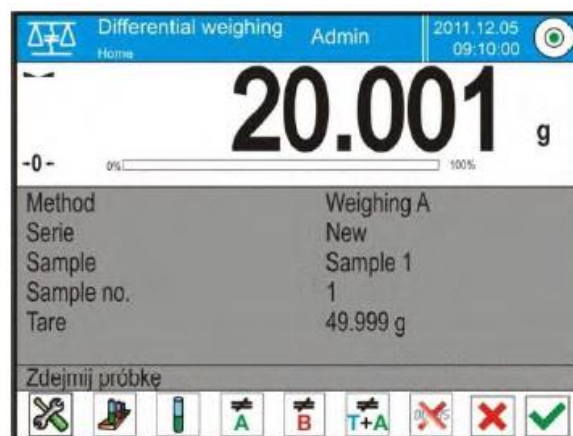 Differential weighing Admin 2011.12.05
Home 09:10:00
20.001 g
-0- 0% 100%
Method Weighing A
Serie New
Sample Sample 1
Sample no. 1
Tare 49.999 g
Zdejmij próbkę
A B T+A